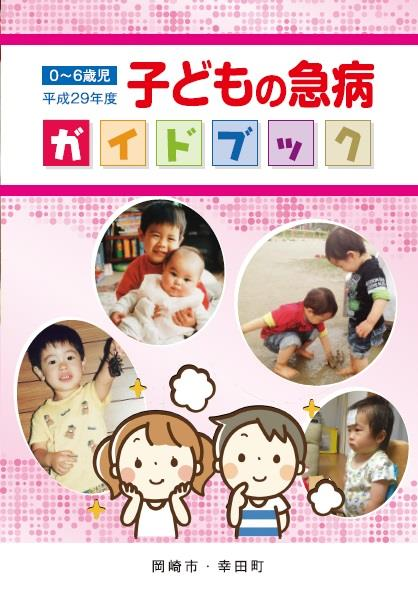 0~6歳児
平成29年度
子どもの急病
ガイドブック
岡崎市・幸田町